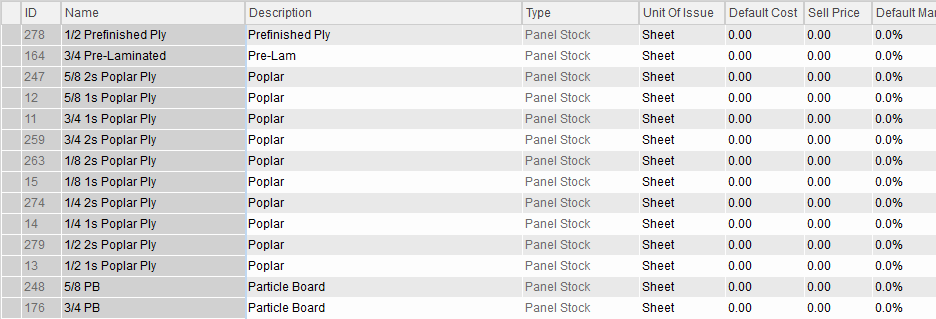 ID Name Description Type Unit Of Issue Default Cost Sell Price Default Mar
278 1/2 Prefinished Ply Prefinished Ply Panel Stock Sheet 0.00 0.00 0.0%
164 3/4 Pre-Laminated Pre-Lam Panel Stock Sheet 0.00 0.00 0.0%
247 5/8 2s Poplar Ply Poplar Panel Stock Sheet 0.00 0.00 0.0%
12 5/8 1s Poplar Ply Poplar Panel Stock Sheet 0.00 0.00 0.0%
11 3/4 1s Poplar Ply Poplar Panel Stock Sheet 0.00 0.00 0.0%
259 3/4 2s Poplar Ply Poplar Panel Stock Sheet 0.00 0.00 0.0%
263 1/8 2s Poplar Ply Poplar Panel Stock Sheet 0.00 0.00 0.0%
15 1/8 1s Poplar Ply Poplar Panel Stock Sheet 0.00 0.00 0.0%
274 1/4 2s Poplar Ply Poplar Panel Stock Sheet 0.00 0.00 0.0%
14 1/4 1s Poplar Ply Poplar Panel Stock Sheet 0.00 0.00 0.0%
279 1/2 2s Poplar Ply Poplar Panel Stock Sheet 0.00 0.00 0.0%
13 1/2 1s Poplar Ply Poplar Panel Stock Sheet 0.00 0.00 0.0%
248 5/8 PB Particle Board Panel Stock Sheet 0.00 0.00 0.0%
176 3/4 PB Particle Board Panel Stock Sheet 0.00 0.00 0.0%